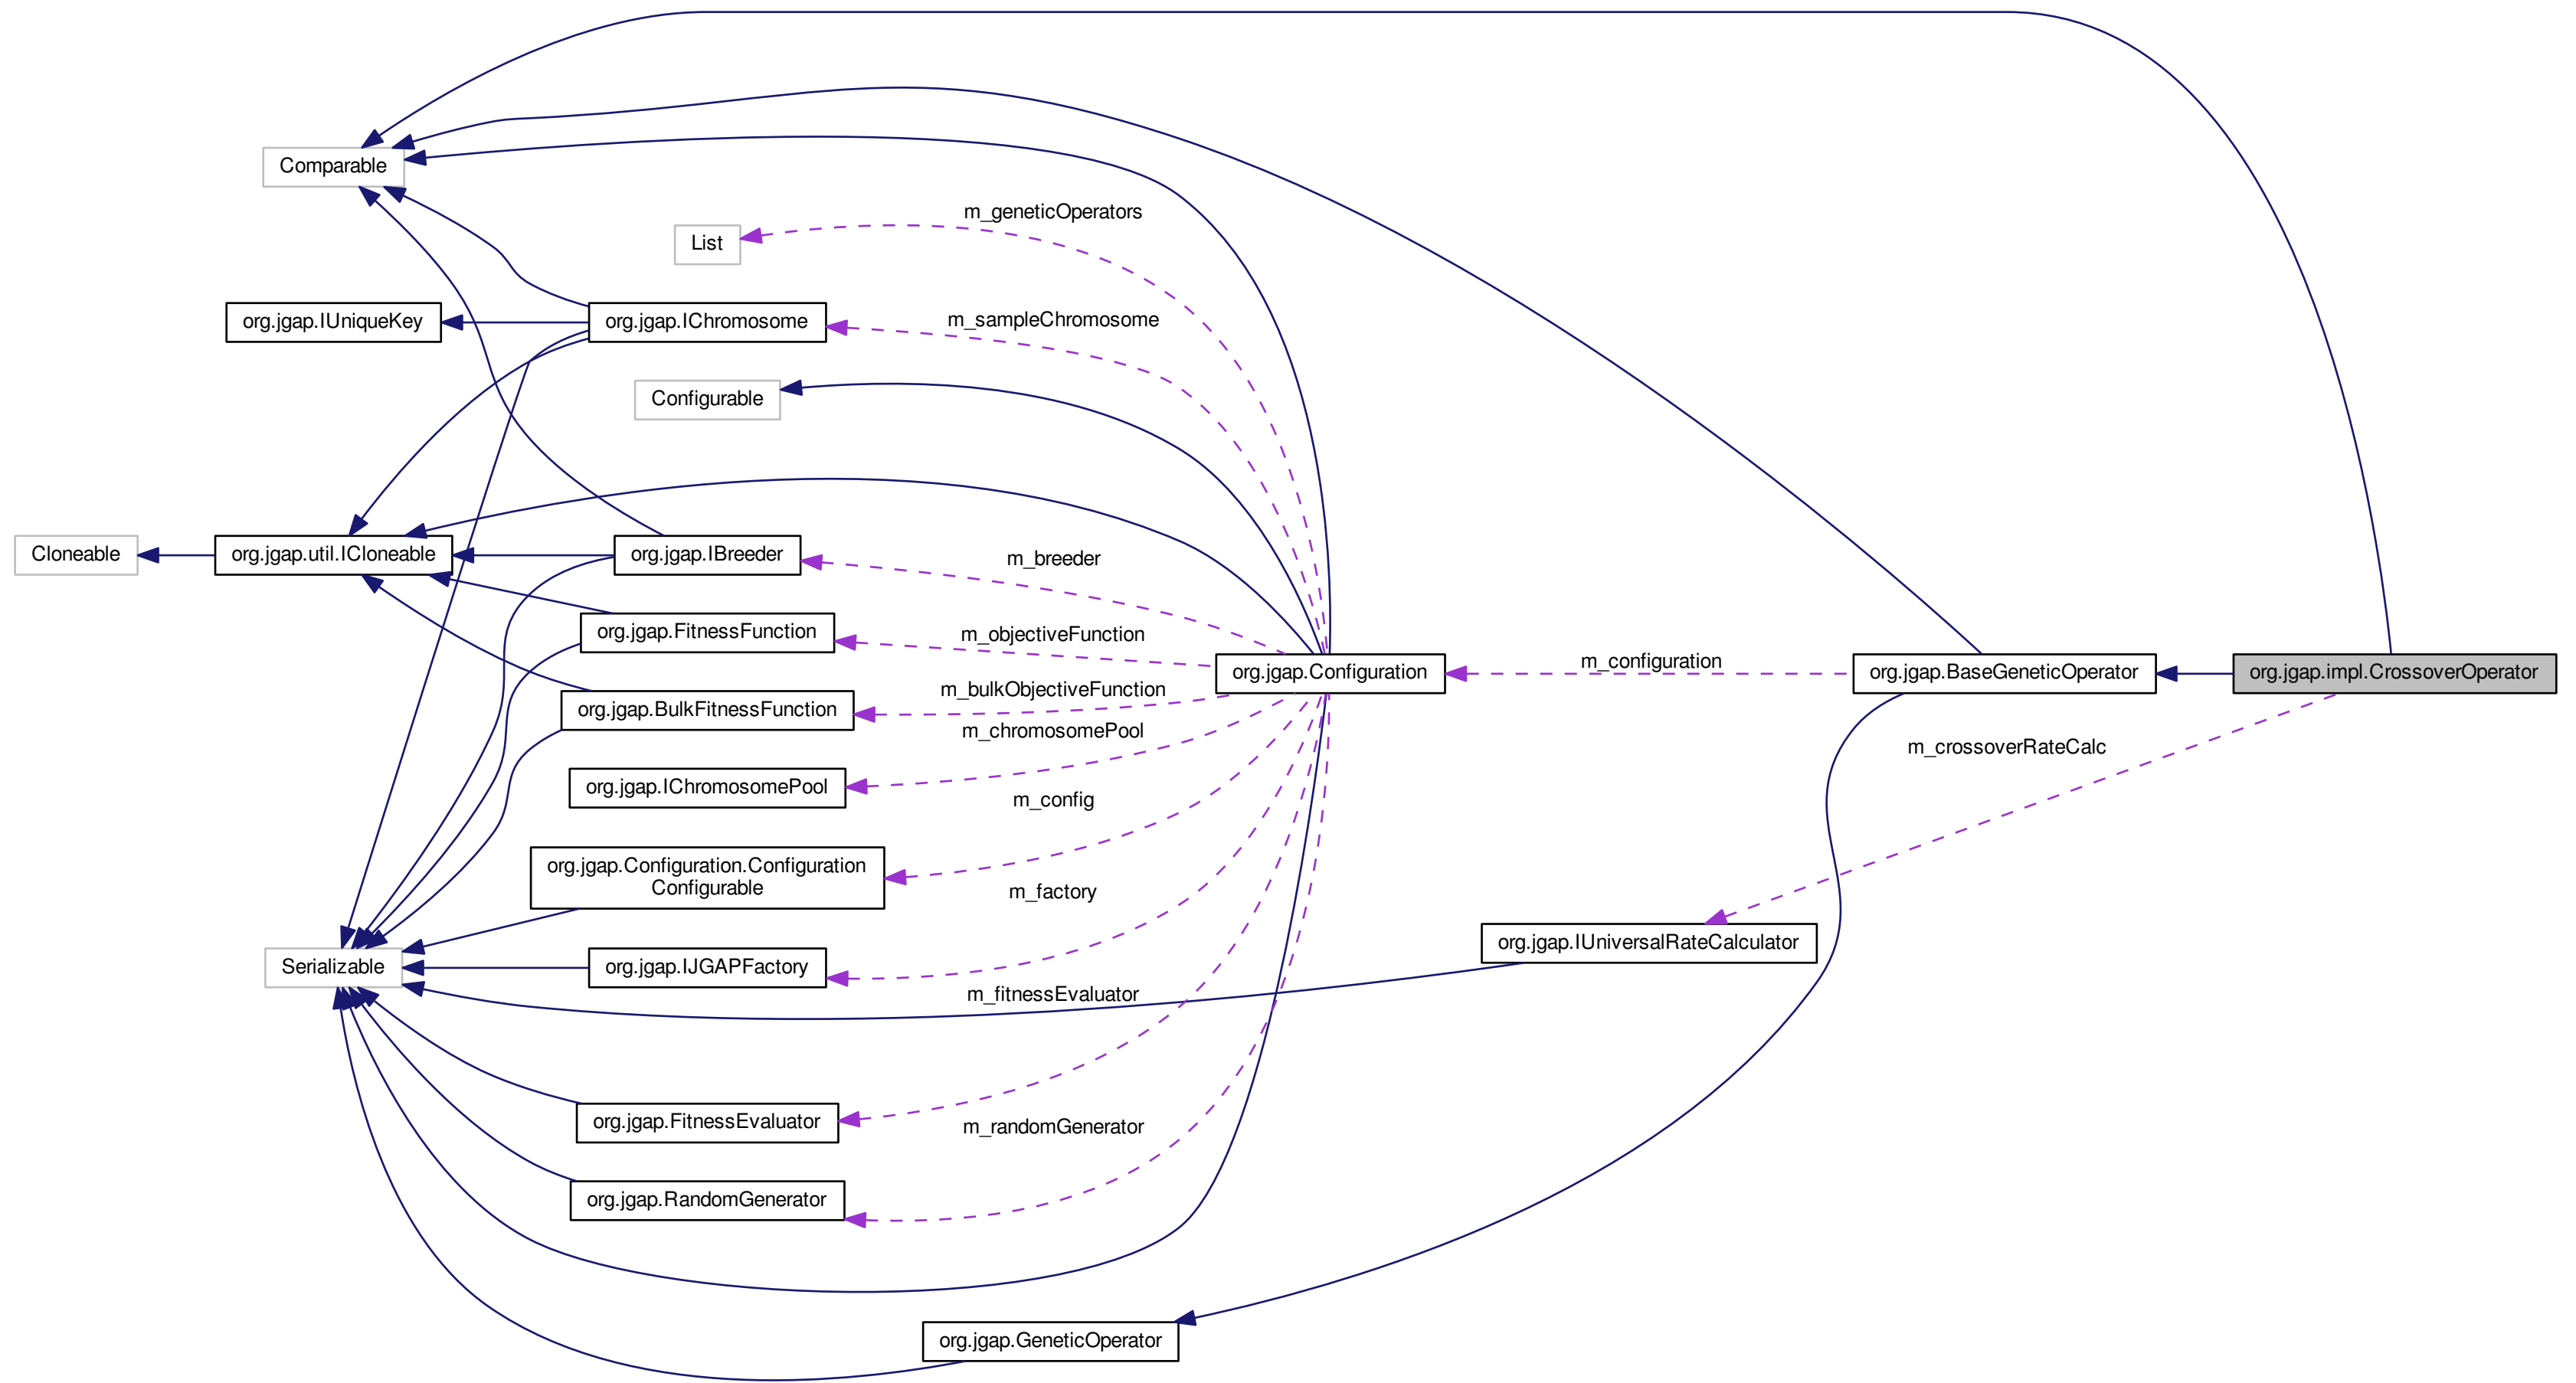 Comparable
m_geneticOperators
List
org.jgap.IUniqueKey
org.jgap.IChromosome
m_sampleChromosome
Configurable
Cloneable
org.jgap.util.ICloneable
org.jgap.IBreeder
m_breeder
org.jgap.FitnessFunction
m_objectiveFunction
org.jgap.Configuration
m_configuration
org.jgap.BaseGeneticOperator
org.jgap.impl.CrossoverOperator
org.jgap.BulkFitnessFunction
m_bulkObjectiveFunction
m_chromosomePool
m_crossoverRateCalc
org.jgap.IChromosomePool
m_config
org.jgap.Configuration.Configuration
Configurable
m_factory
org.jgap.IUniversalRateCalculator
Serializable
org.jgap.IJGAPFactory
m_fitnessEvaluator
org.jgap.FitnessEvaluator
m_randomGenerator
org.jgap.RandomGenerator
org.jgap.GeneticOperator